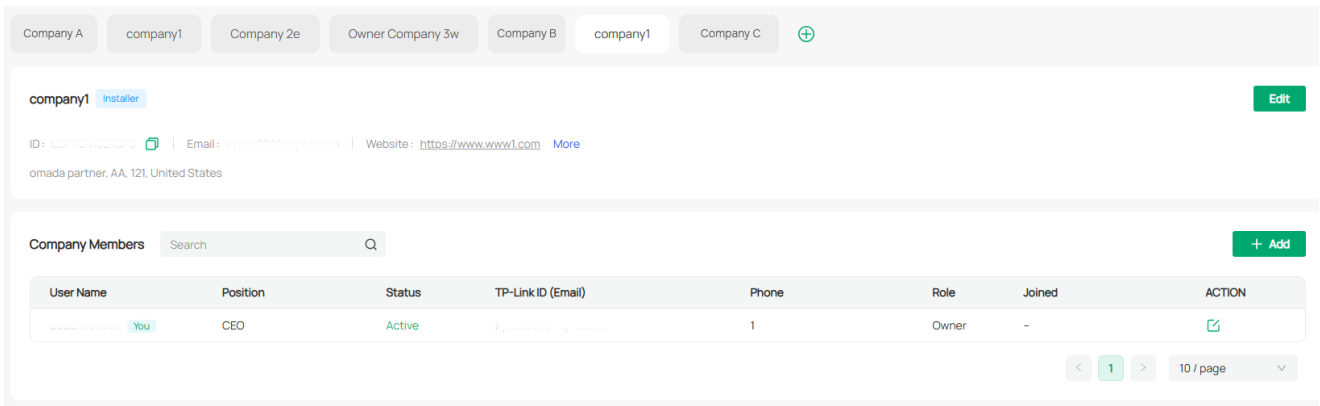 Company A company1 Company 2e Owner Company 3w Company B company1 Company C
company1 Installer Edit
ID : Email : Website : https://www.www1.com More
omada partner, AA, 121, United States
Company Members Search + Add
User Name Position Status TP-Link ID (Email) Phone Role Joined ACTION
You CEO Active 1 Owner –
< 1 > 10 / page